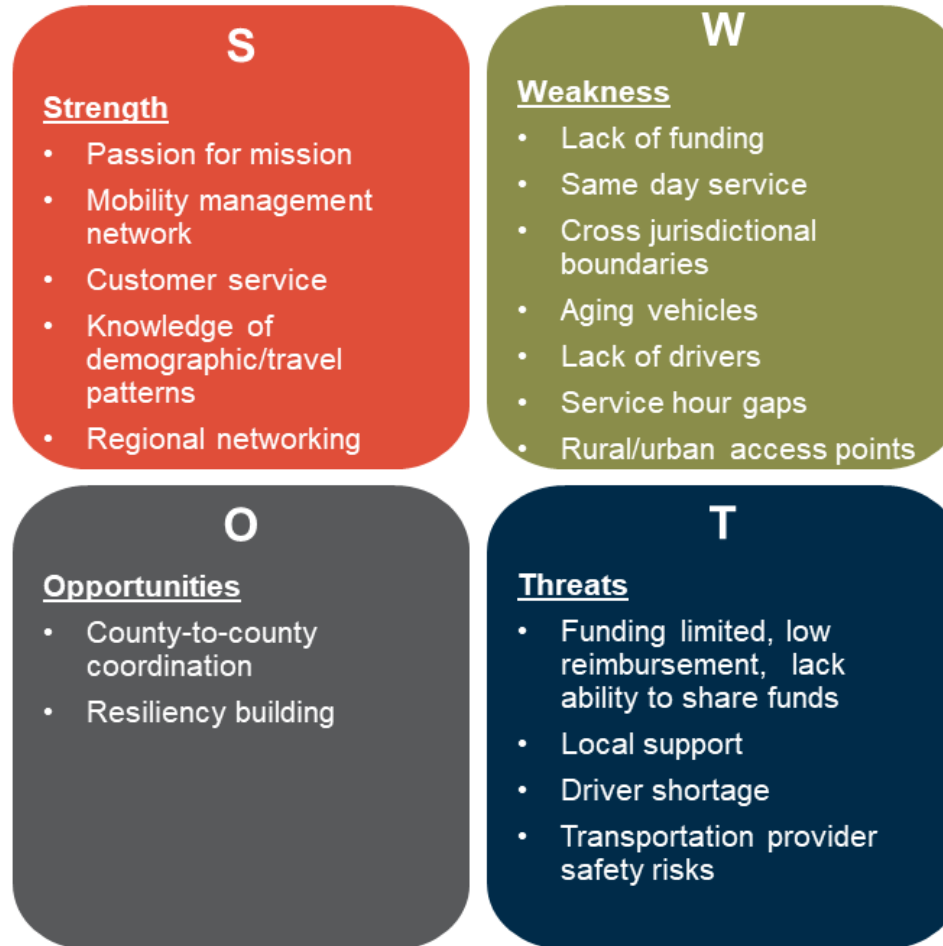 S
Strength
• Passion for mission
• Mobility management
network
• Customer service
• Knowledge of
demographic/travel
patterns
• Regional networking
W
Weakness
• Lack of funding
• Same day service
• Cross jurisdictional
boundaries
• Aging vehicles
• Lack of drivers
• Service hour gaps
• Rural/urban access points
O
Opportunities
• County-to-county
coordination
• Resiliency building
T
Threats
• Funding limited, low
reimbursement, lack
ability to share funds
• Local support
• Driver shortage
• Transportation provider
safety risks